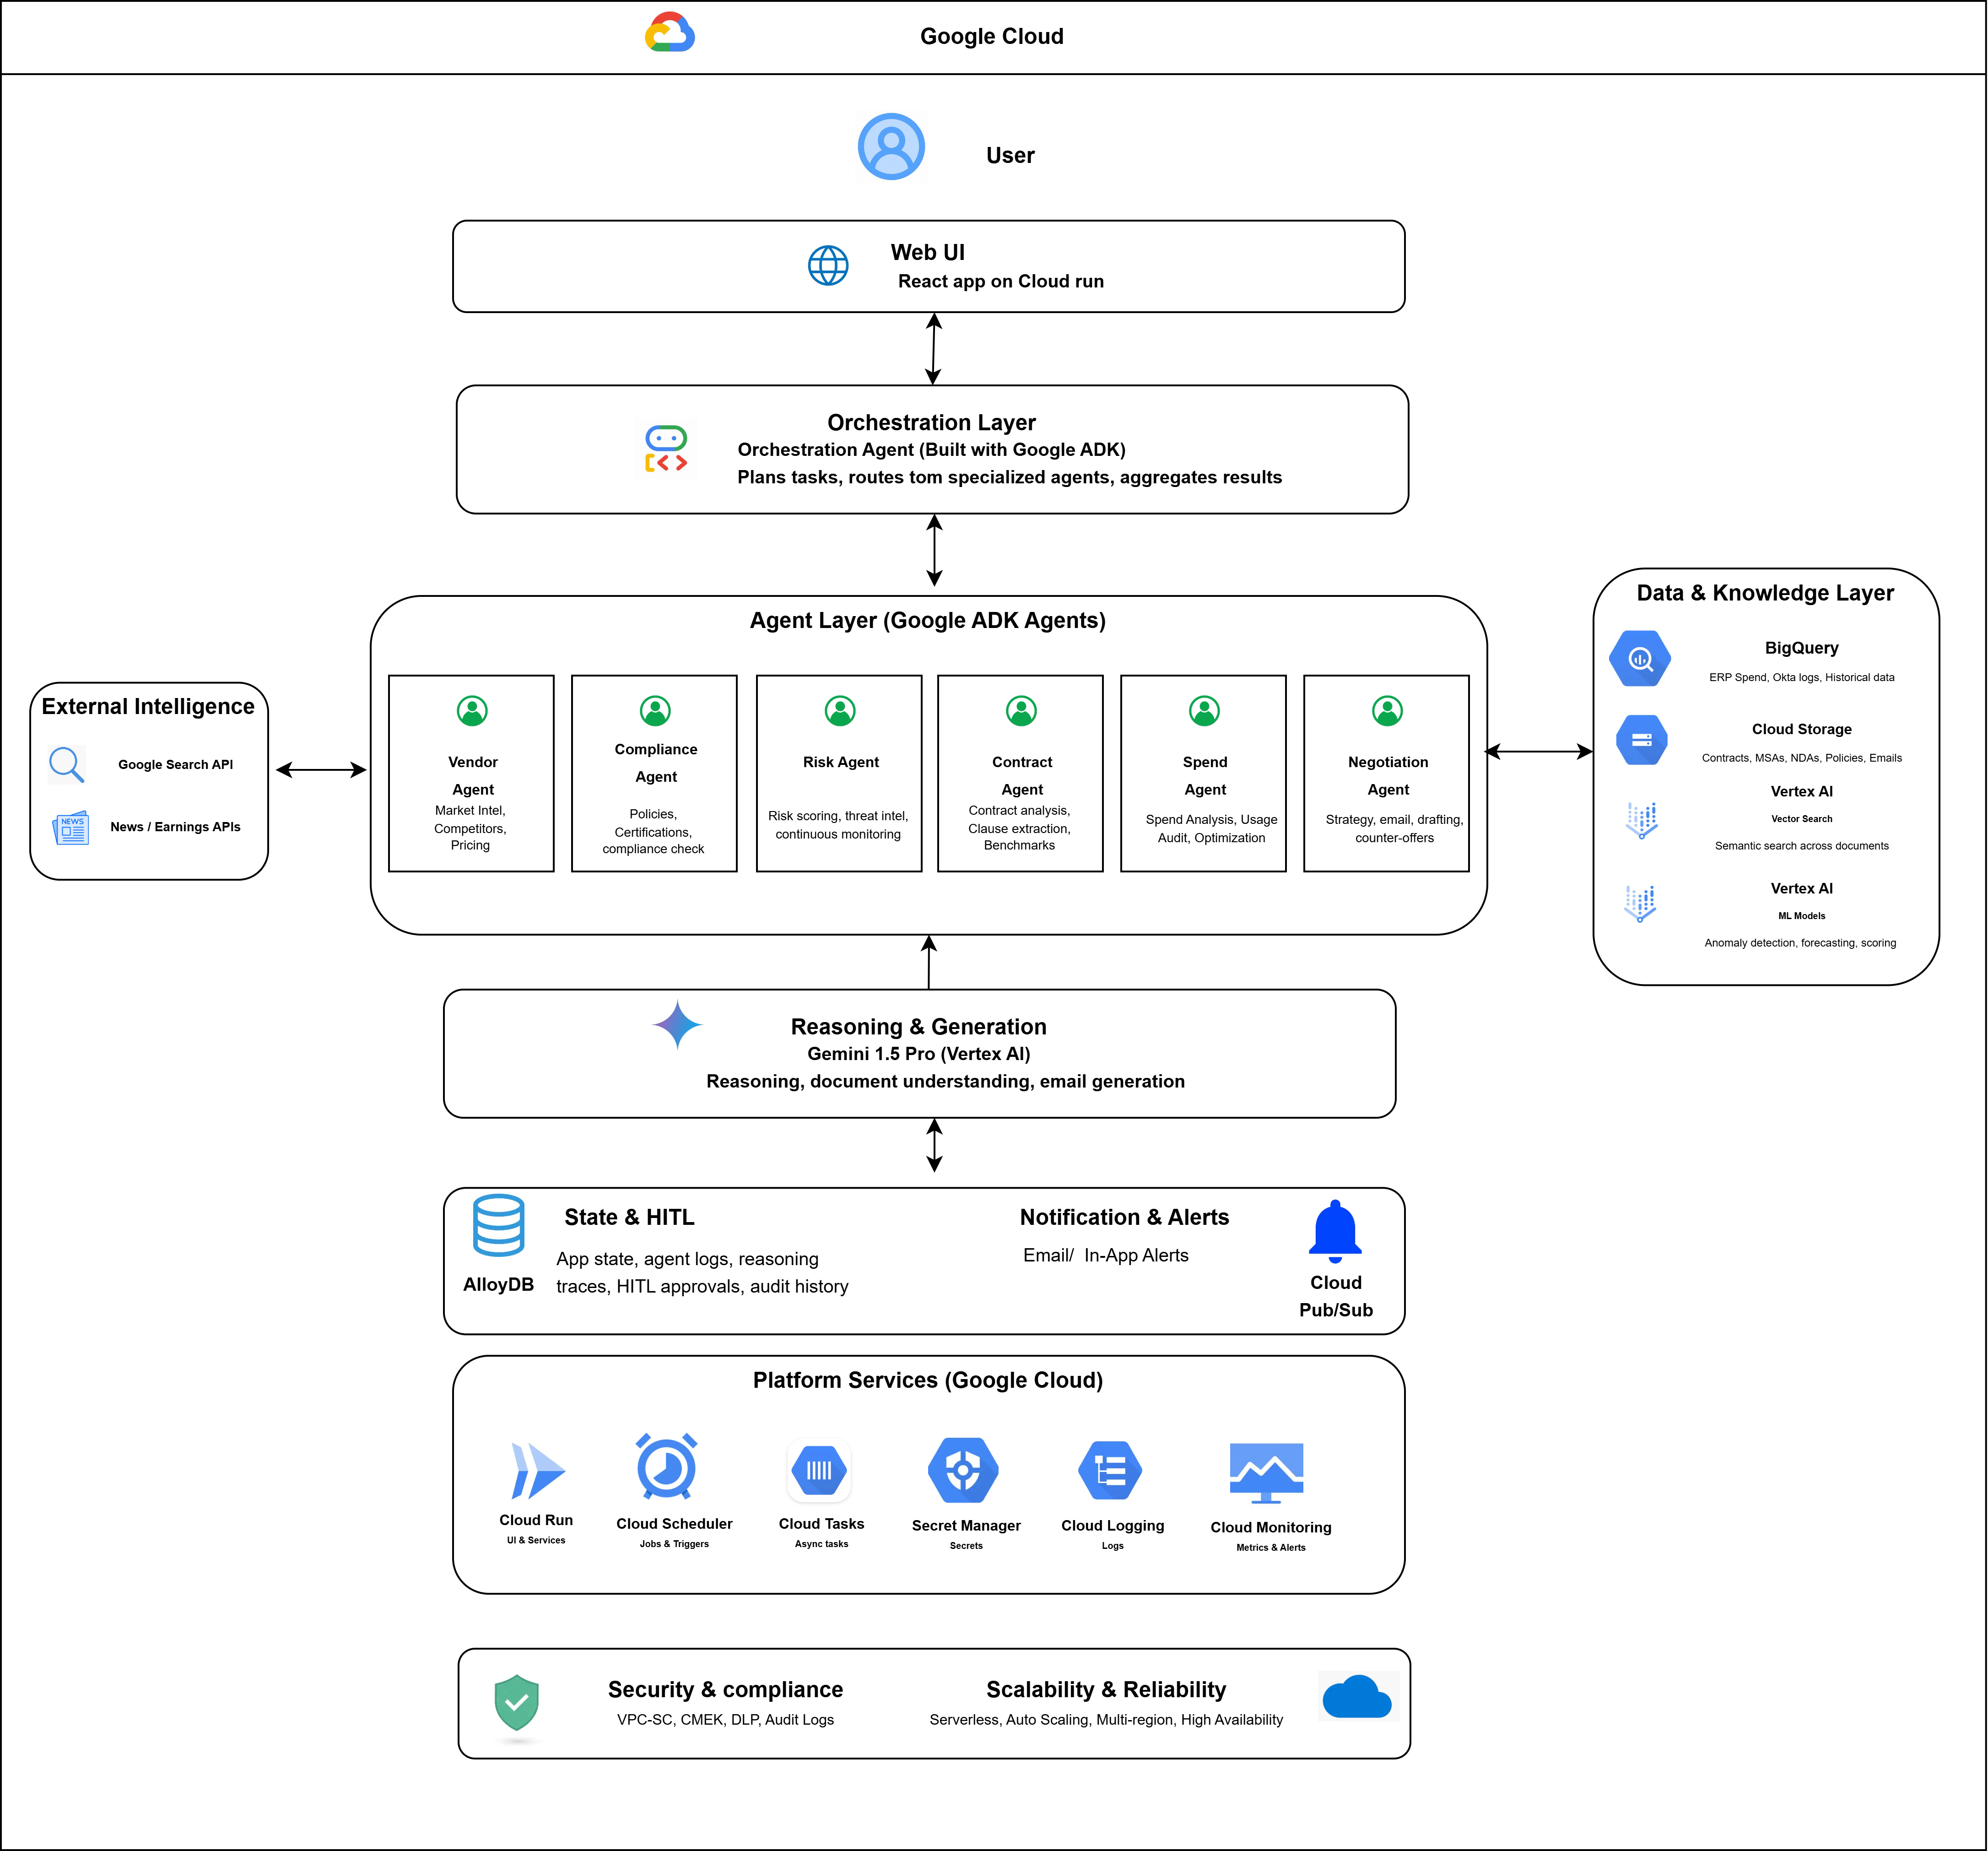 Google Cloud
User
Web UI
React app on Cloud run
Orchestration Layer
Orchestration Agent (Built with Google ADK)
Plans tasks, routes tom specialized agents, aggregates results
Agent Layer (Google ADK Agents)
Vendor
Agent
Market Intel,
Competitors,
Pricing
Compliance
Agent
Policies,
Certifications,
compliance check
Risk Agent
Risk scoring, threat intel,
continuous monitoring
Contract
Agent
Contract analysis,
Clause extraction,
Benchmarks
Spend
Agent
Spend Analysis, Usage
Audit, Optimization
Negotiation
Agent
Strategy, email, drafting,
counter-offers
External Intelligence
Google Search API
NEWS
News / Earnings APIs
Data & Knowledge Layer
BigQuery
ERP Spend, Okta logs, Historical data
Cloud Storage
Contracts, MSAs, NDAs, Policies, Emails
Vertex AI
Vector Search
Semantic search across documents
Vertex AI
ML Models
Anomaly detection, forecasting, scoring
Reasoning & Generation
Gemini 1.5 Pro (Vertex AI)
Reasoning, document understanding, email generation
AlloyDB
State & HITL
App state, agent logs, reasoning
traces, HITL approvals, audit history
Notification & Alerts
Email/  In-App Alerts
Cloud
Pub/Sub
Platform Services (Google Cloud)
Cloud Run
UI & Services
Cloud Scheduler
Jobs & Triggers
Cloud Tasks
Async tasks
Secret Manager
Secrets
Cloud Logging
Logs
Cloud Monitoring
Metrics & Alerts
Security & compliance
VPC-SC, CMEK, DLP, Audit Logs
Scalability & Reliability
Serverless, Auto Scaling, Multi-region, High Availability